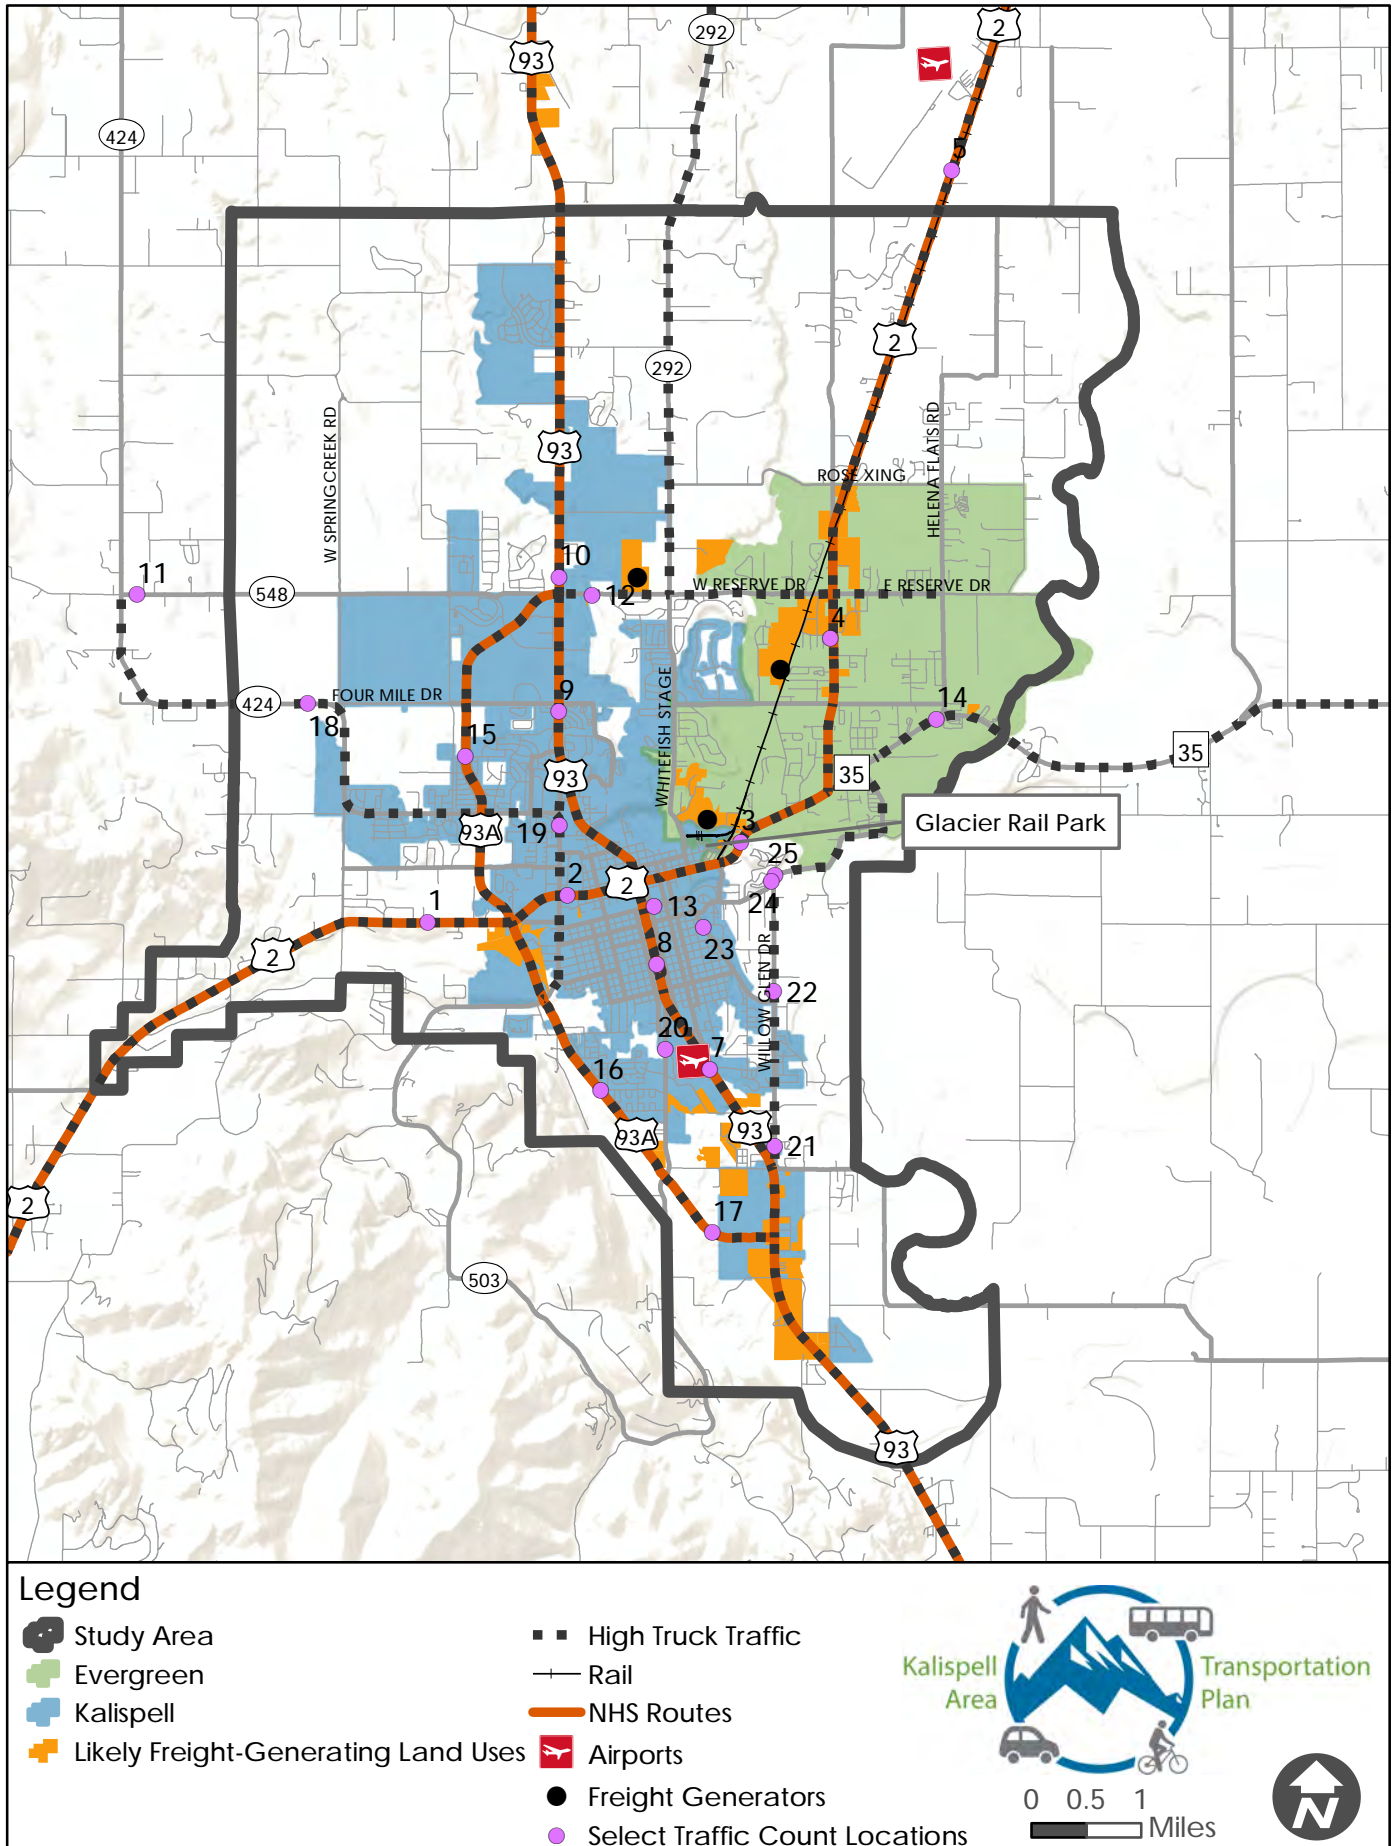 2
93
292
424
5
2
292
93
ROSE XING
HELENA FLATS RD
W SPRINGCREEK RD
10
11
548
12
W RESERVE DR
E RESERVE DR
4
FOUR MILE DR
424
18
9
14
WHITEFISH STAGE
15
93
35
35
93A
19
3
Glacier Rail Park
25
2
2
24
1
13
23
8
2
WILLOW GLEN DR
22
20
7
16
93A
93
21
2
17
503
93
Legend
Study Area
Evergreen
Kalispell
Likely Freight-Generating Land Uses
High Truck Traffic
Rail
NHS Routes
Airports
Freight Generators
Select Traffic Count Locations
Kalispell
Area
Transportation
Plan
0 0.5 1
Miles
N